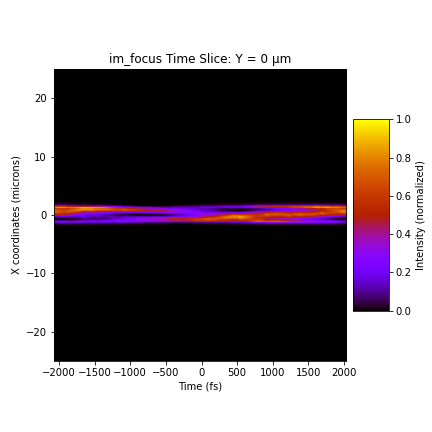 im_focus Time Slice: Y = 0 μm
X coordinates (microns)
20
10
0
−10
−20
−2000 −1500 −1000 −500 0 500 1000 1500 2000
Time (fs)
1.0
0.8
0.6
0.4
0.2
0.0
Intensity (normalized)